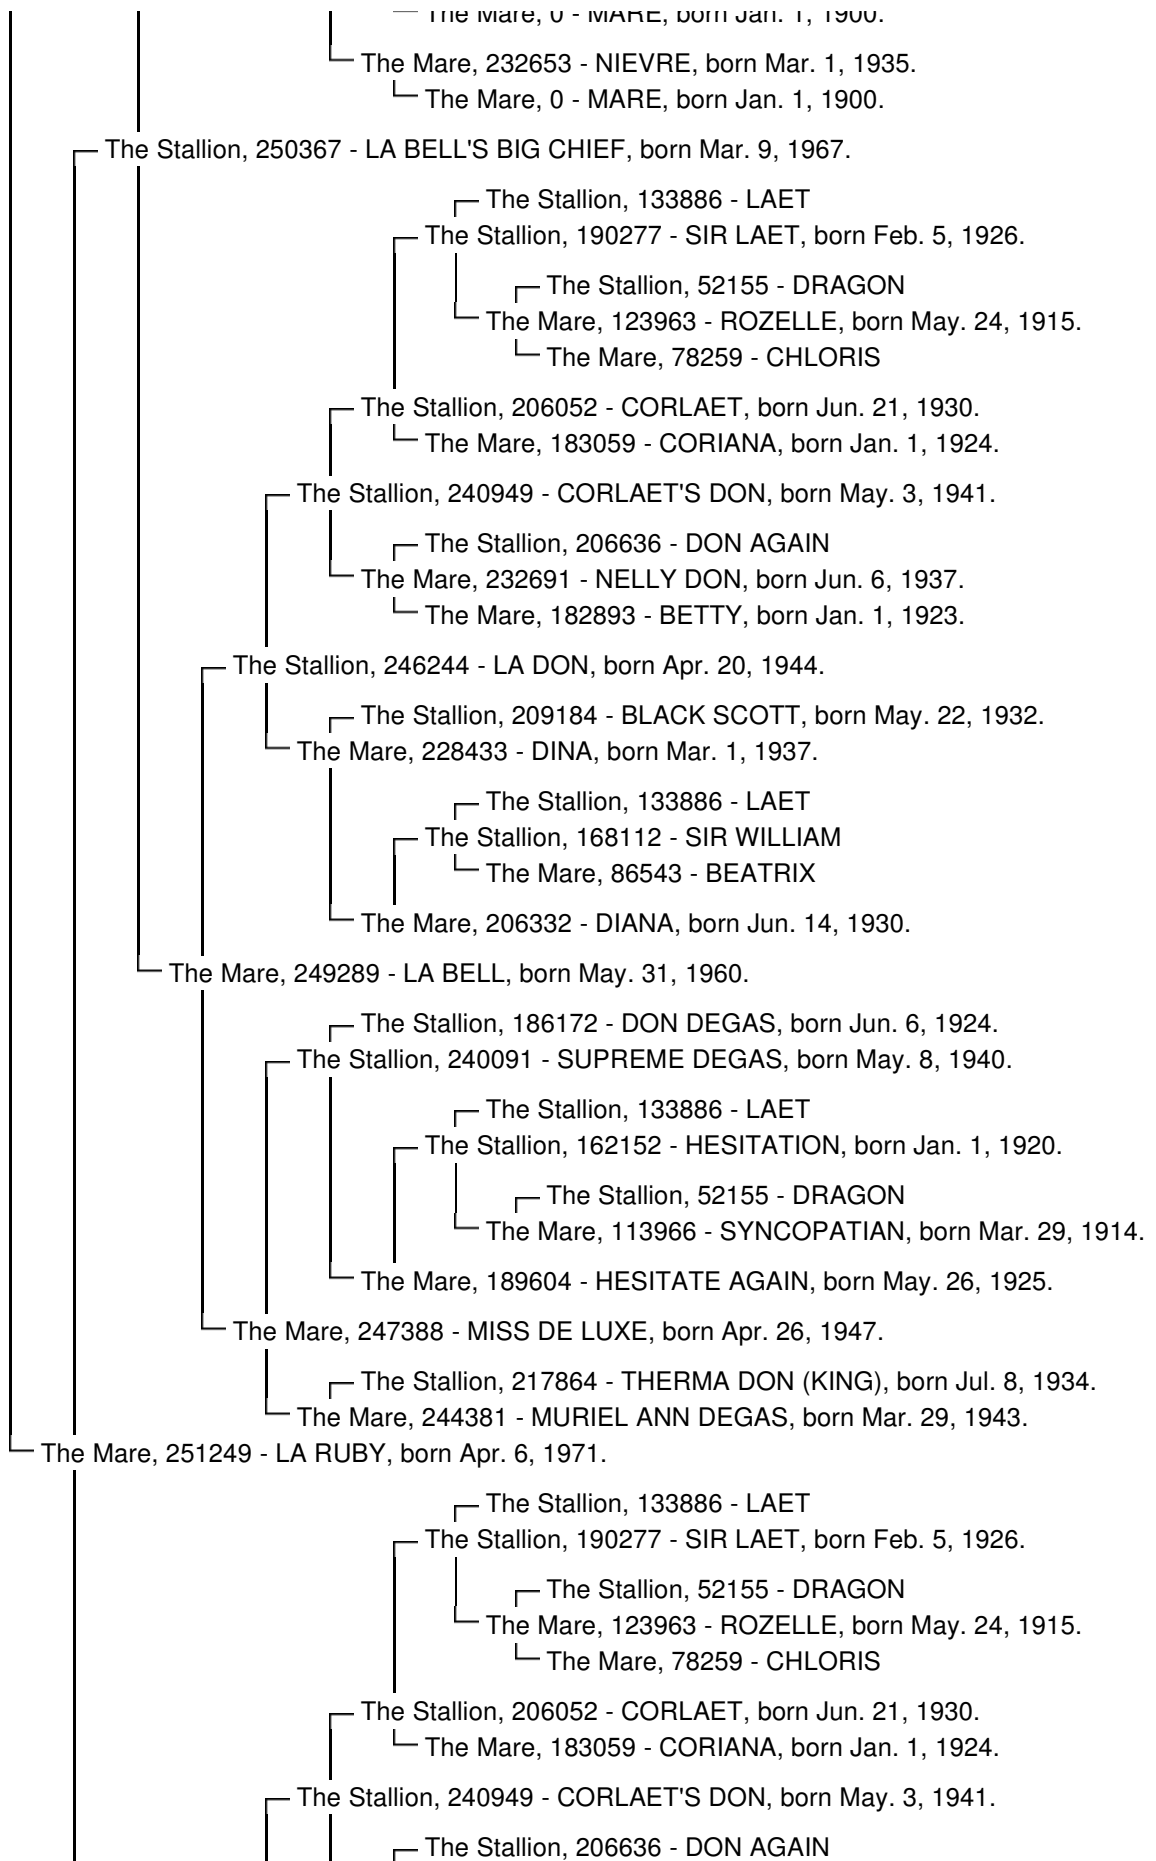 The Mare, 0 - MARE, born Jan. 1, 1900.
The Mare, 232653 - NIEVRE, born Mar. 1, 1935.
The Mare, 0 - MARE, born Jan. 1, 1900.
The Stallion, 250367 - LA BELL'S BIG CHIEF, born Mar. 9, 1967.
The Stallion, 133886 - LAET
The Stallion, 190277 - SIR LAET, born Feb. 5, 1926.
The Stallion, 52155 - DRAGON
The Mare, 123963 - ROZELLE, born May. 24, 1915.
The Mare, 78259 - CHLORIS
The Stallion, 206052 - CORLAET, born Jun. 21, 1930.
The Mare, 183059 - CORIANA, born Jan. 1, 1924.
The Stallion, 240949 - CORLAET'S DON, born May. 3, 1941.
The Stallion, 206636 - DON AGAIN
The Mare, 232691 - NELLY DON, born Jun. 6, 1937.
The Mare, 182893 - BETTY, born Jan. 1, 1923.
The Stallion, 246244 - LA DON, born Apr. 20, 1944.
The Stallion, 209184 - BLACK SCOTT, born May. 22, 1932.
The Mare, 228433 - DINA, born Mar. 1, 1937.
The Stallion, 133886 - LAET
The Stallion, 168112 - SIR WILLIAM
The Mare, 86543 - BEATRIX
The Mare, 206332 - DIANA, born Jun. 14, 1930.
The Mare, 249289 - LA BELL, born May. 31, 1960.
The Stallion, 186172 - DON DEGAS, born Jun. 6, 1924.
The Stallion, 240091 - SUPREME DEGAS, born May. 8, 1940.
The Stallion, 133886 - LAET
The Stallion, 162152 - HESITATION, born Jan. 1, 1920.
The Stallion, 52155 - DRAGON
The Mare, 113966 - SYNCOPATIAN, born Mar. 29, 1914.
The Mare, 189604 - HESITATE AGAIN, born May. 26, 1925.
The Mare, 247388 - MISS DE LUXE, born Apr. 26, 1947.
The Stallion, 217864 - THERMA DON (KING), born Jul. 8, 1934.
The Mare, 244381 - MURIEL ANN DEGAS, born Mar. 29, 1943.
The Mare, 251249 - LA RUBY, born Apr. 6, 1971.
The Stallion, 133886 - LAET
The Stallion, 190277 - SIR LAET, born Feb. 5, 1926.
The Stallion, 52155 - DRAGON
The Mare, 123963 - ROZELLE, born May. 24, 1915.
The Mare, 78259 - CHLORIS
The Stallion, 206052 - CORLAET, born Jun. 21, 1930.
The Mare, 183059 - CORIANA, born Jan. 1, 1924.
The Stallion, 240949 - CORLAET'S DON, born May. 3, 1941.
The Stallion, 206636 - DON AGAIN